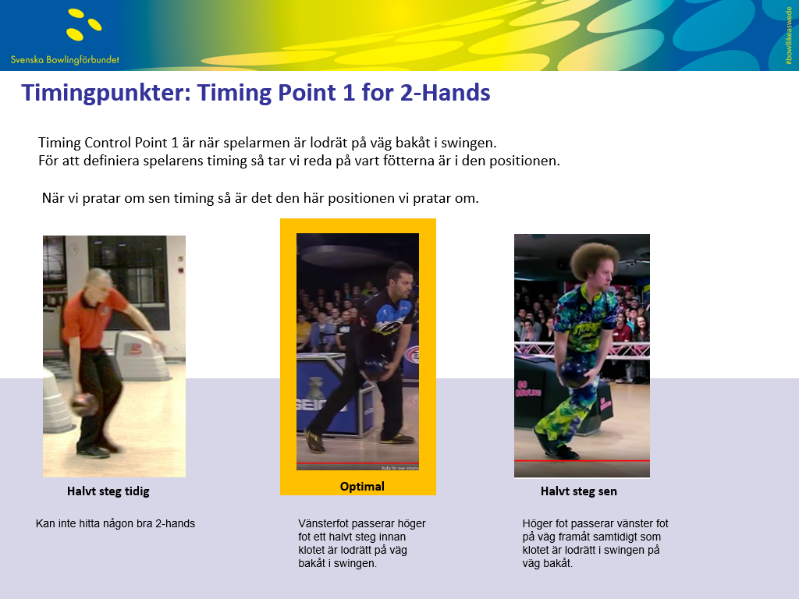 Svenska Bowlingförbundet
#bowllikeaswede
Timingpunkter: Timing Point 1 for 2-Hands
Timing Control Point 1 är när spelarmen är lodrät på väg bakåt i swingen.
För att definiera spelarens timing så tar vi reda på vart fötterna är i den positionen.
När vi pratar om sen timing så är det den här positionen vi pratar om.
GEICO
GO
BOWLING
Halvt steg tidig
Optimal
Halvt steg sen
Kan inte hitta någon bra 2-hands
Vänsterfot passerar höger
fot ett halvt steg innan
klotet är lodrätt på väg
bakåt i swingen.
Höger fot passerar vänster fot
på väg framåt samtidigt som
klotet är lodrätt i swingen på
väg bakåt.